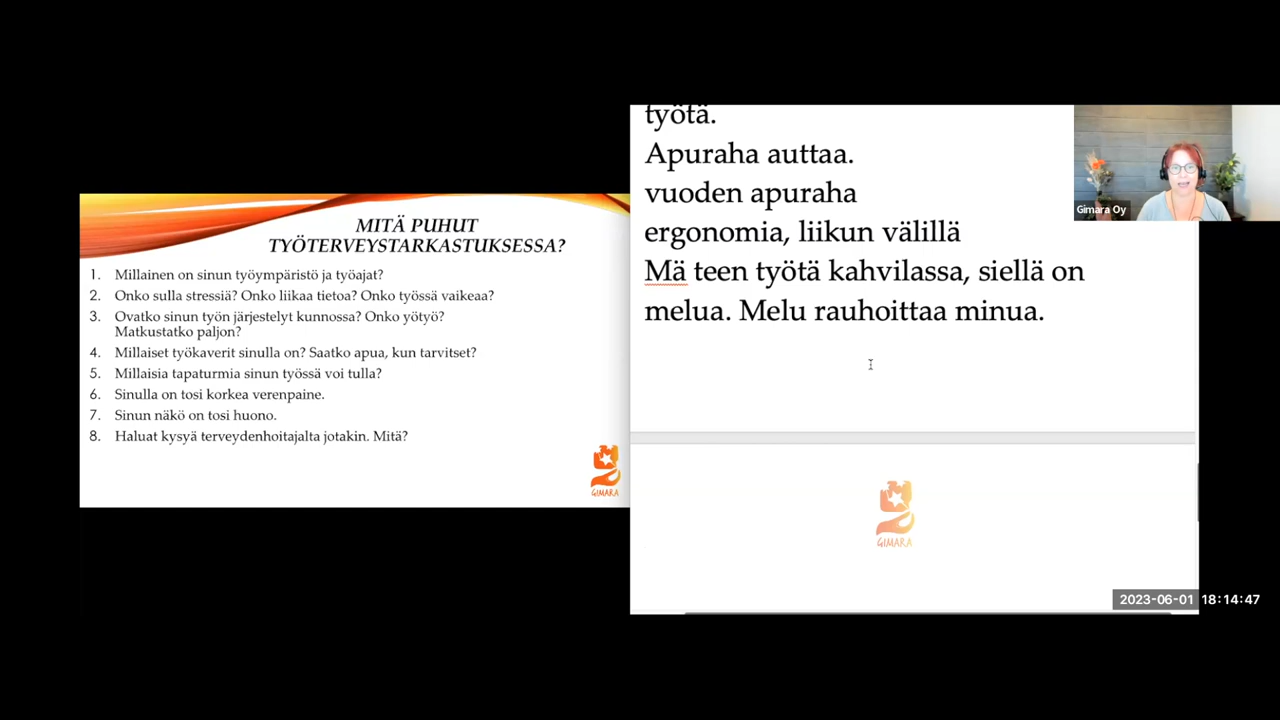 MITÄ PUHUT
TYÖTERVEYSTARKASTUKSESSA?
1. Millainen on sinun työympäristö ja työajat?
2. Onko sulla stressiä? Onko liikaa tietoa? Onko työssä vaikeaa?
3. Ovatko sinun työn järjestelyt kunnossa? Onko yötyö?
Matkustatko paljon?
4. Millaiset työkaverit sinulla on? Saatko apua, kun tarvitset?
5. Millaisia tapaturmia sinun työssä voi tulla?
6. Sinulla on tosi korkea verenpaine.
7. Sinun näkö on tosi huono.
8. Haluat kysyä terveydenhoitajalta jotakin. Mitä?
GIMARA
työtä.
Apuraha auttaa.
vuoden apuraha
ergonomia, liikun välillä
Mä teen työtä kahvilassa, siellä on
melua. Melu rauhoittaa minua.
GIMARA
Gimara Oy
2023-06-01 18:14:47